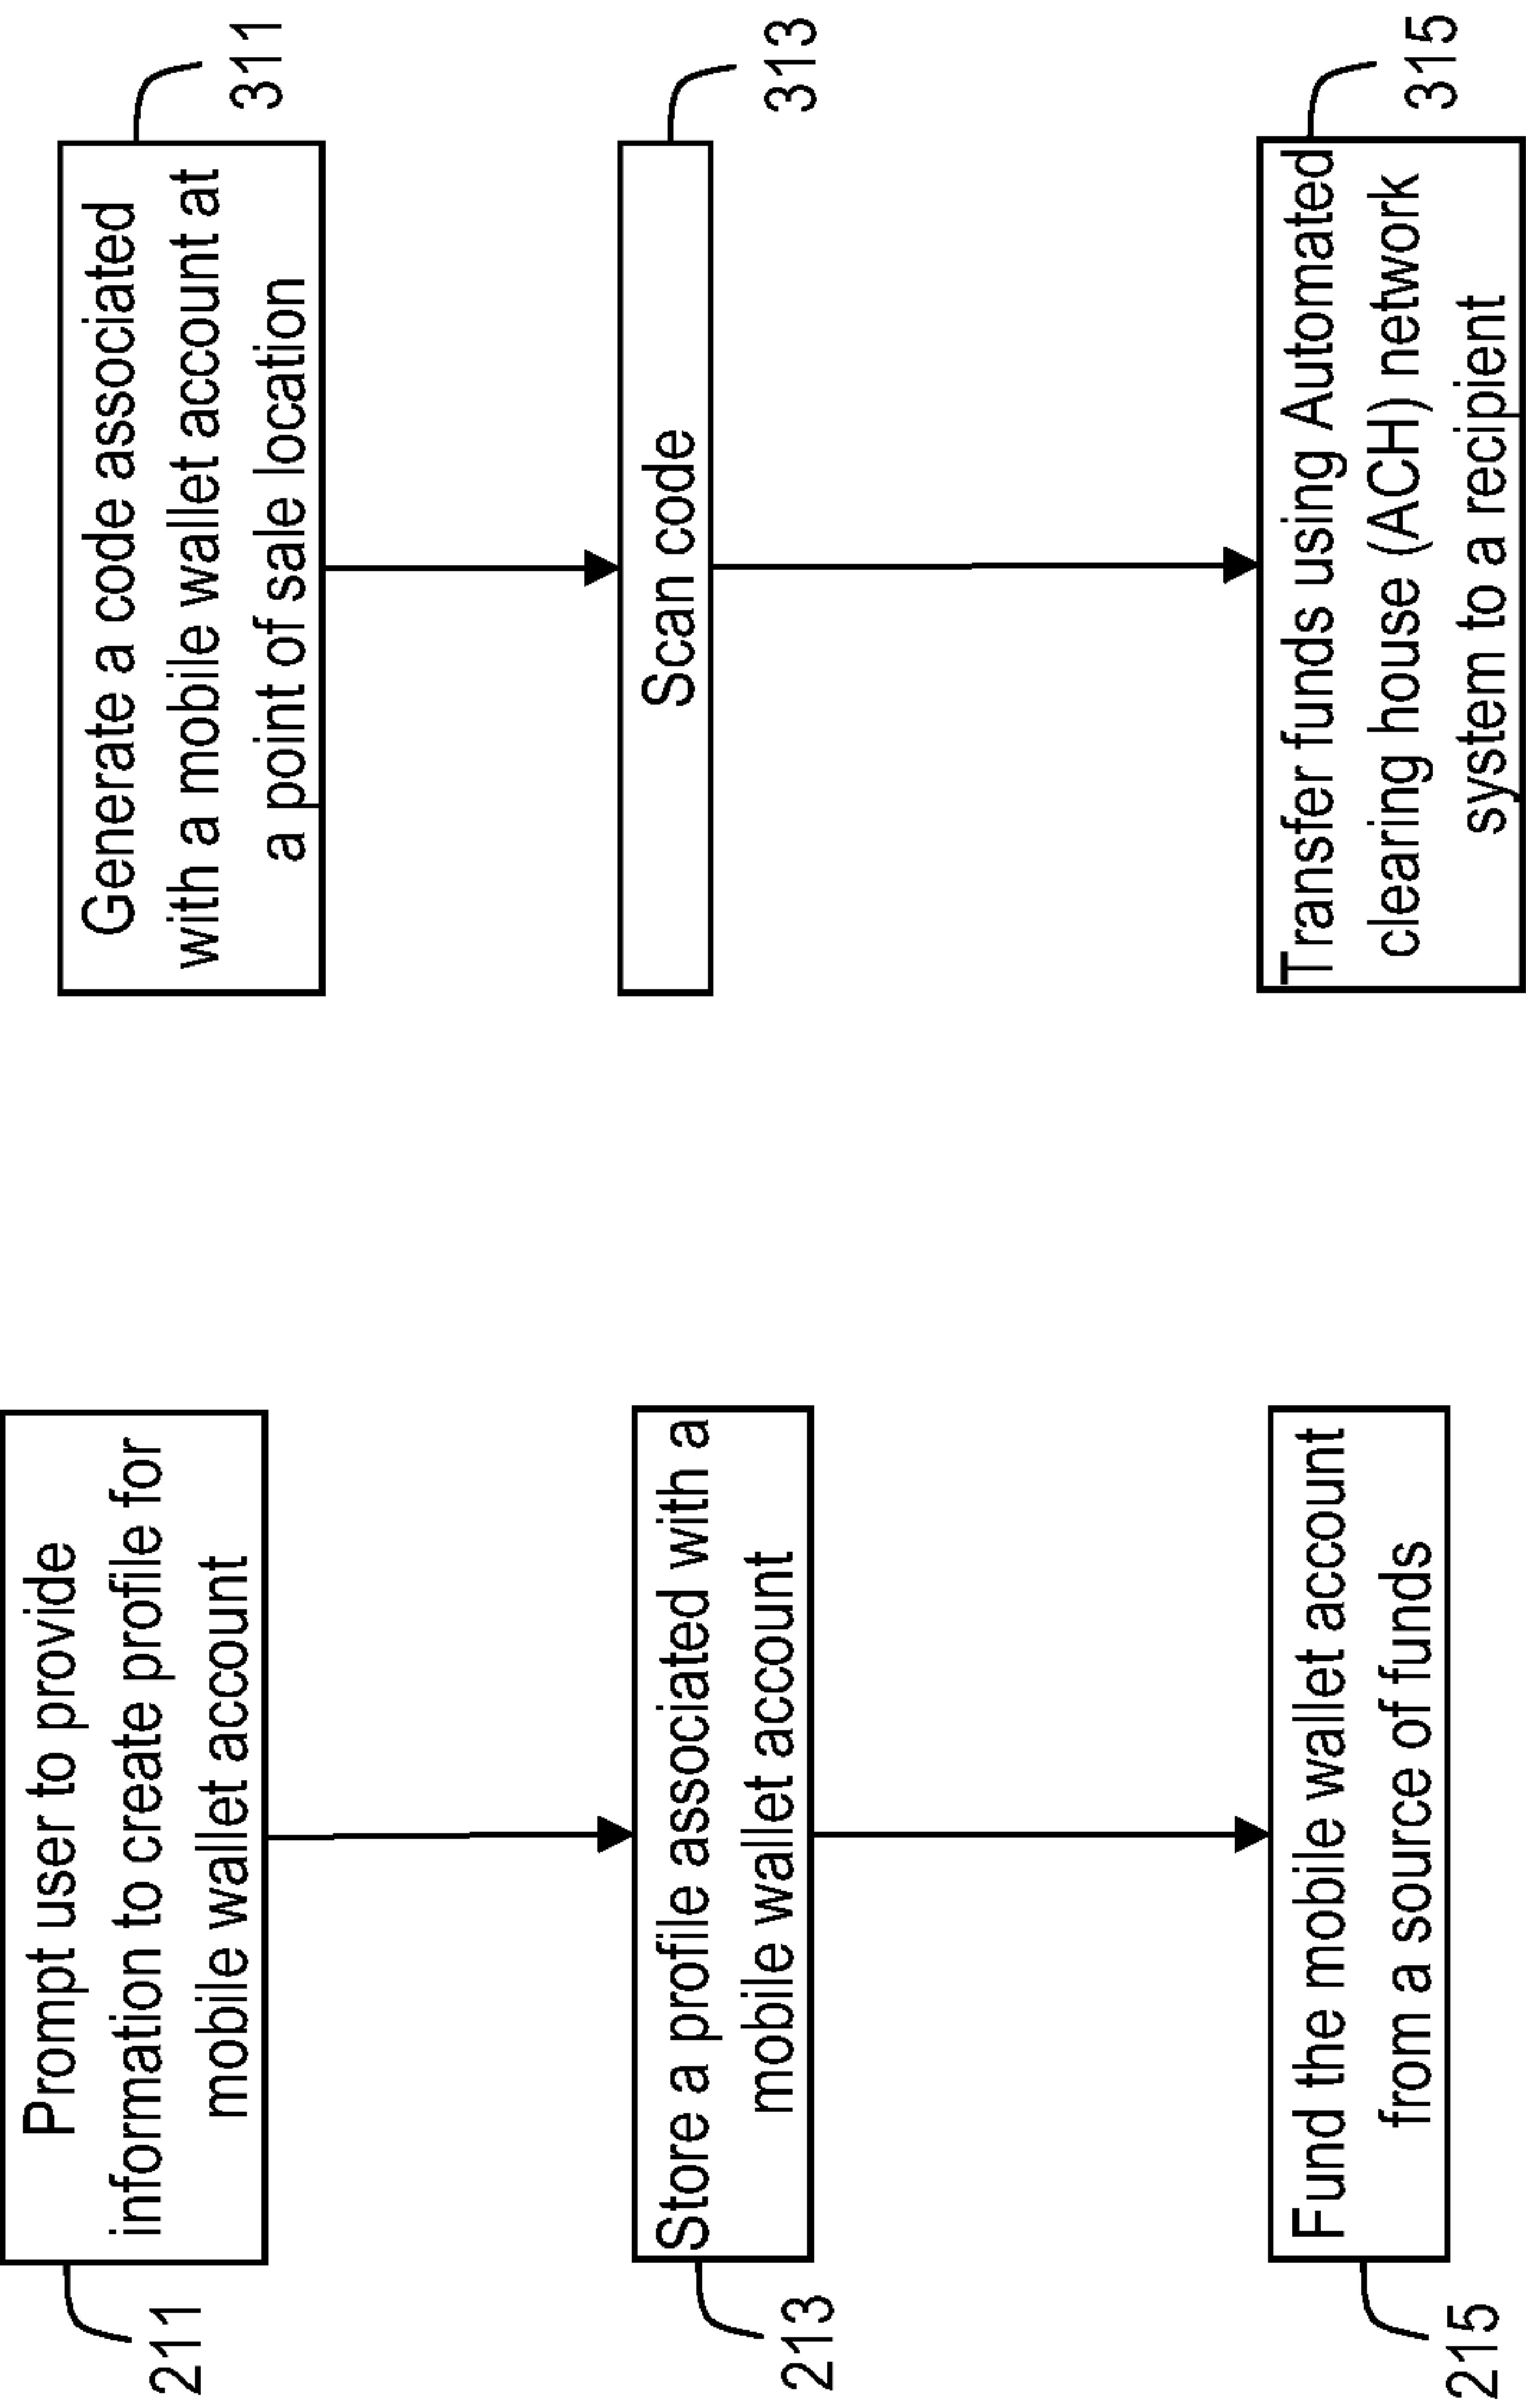 Prompt user to provide
information to create profile for
mobile wallet account
211
Store a profile associated with a
mobile wallet account
213
Fund the mobile wallet account
from a source of funds
215
Generate a code associated
with a mobile wallet account at
a point of sale location
311
Scan code
313
Transfer funds using Automated
clearing house (ACH) network
system to a recipient
315